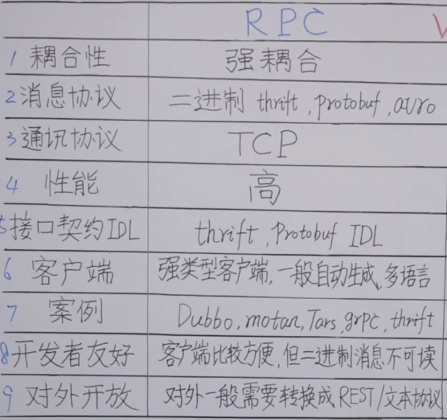 RPC V
1 耦合性 强耦合
2 消息协议 二进制 thrift, protobuf, avro
3 通讯协议 TCP
4 性能 高
5 接口契约IDL thrift, Protobuf IDL
6 客户端 强类型客户端, 一般自动生成, 多语言
7 案例 Dubbo, motan, Tars, grpc, thrift
8 开发者友好 客户端比较方便, 但二进制消息不可读
9 对外开放 对外一般需要转换成REST/文本协议